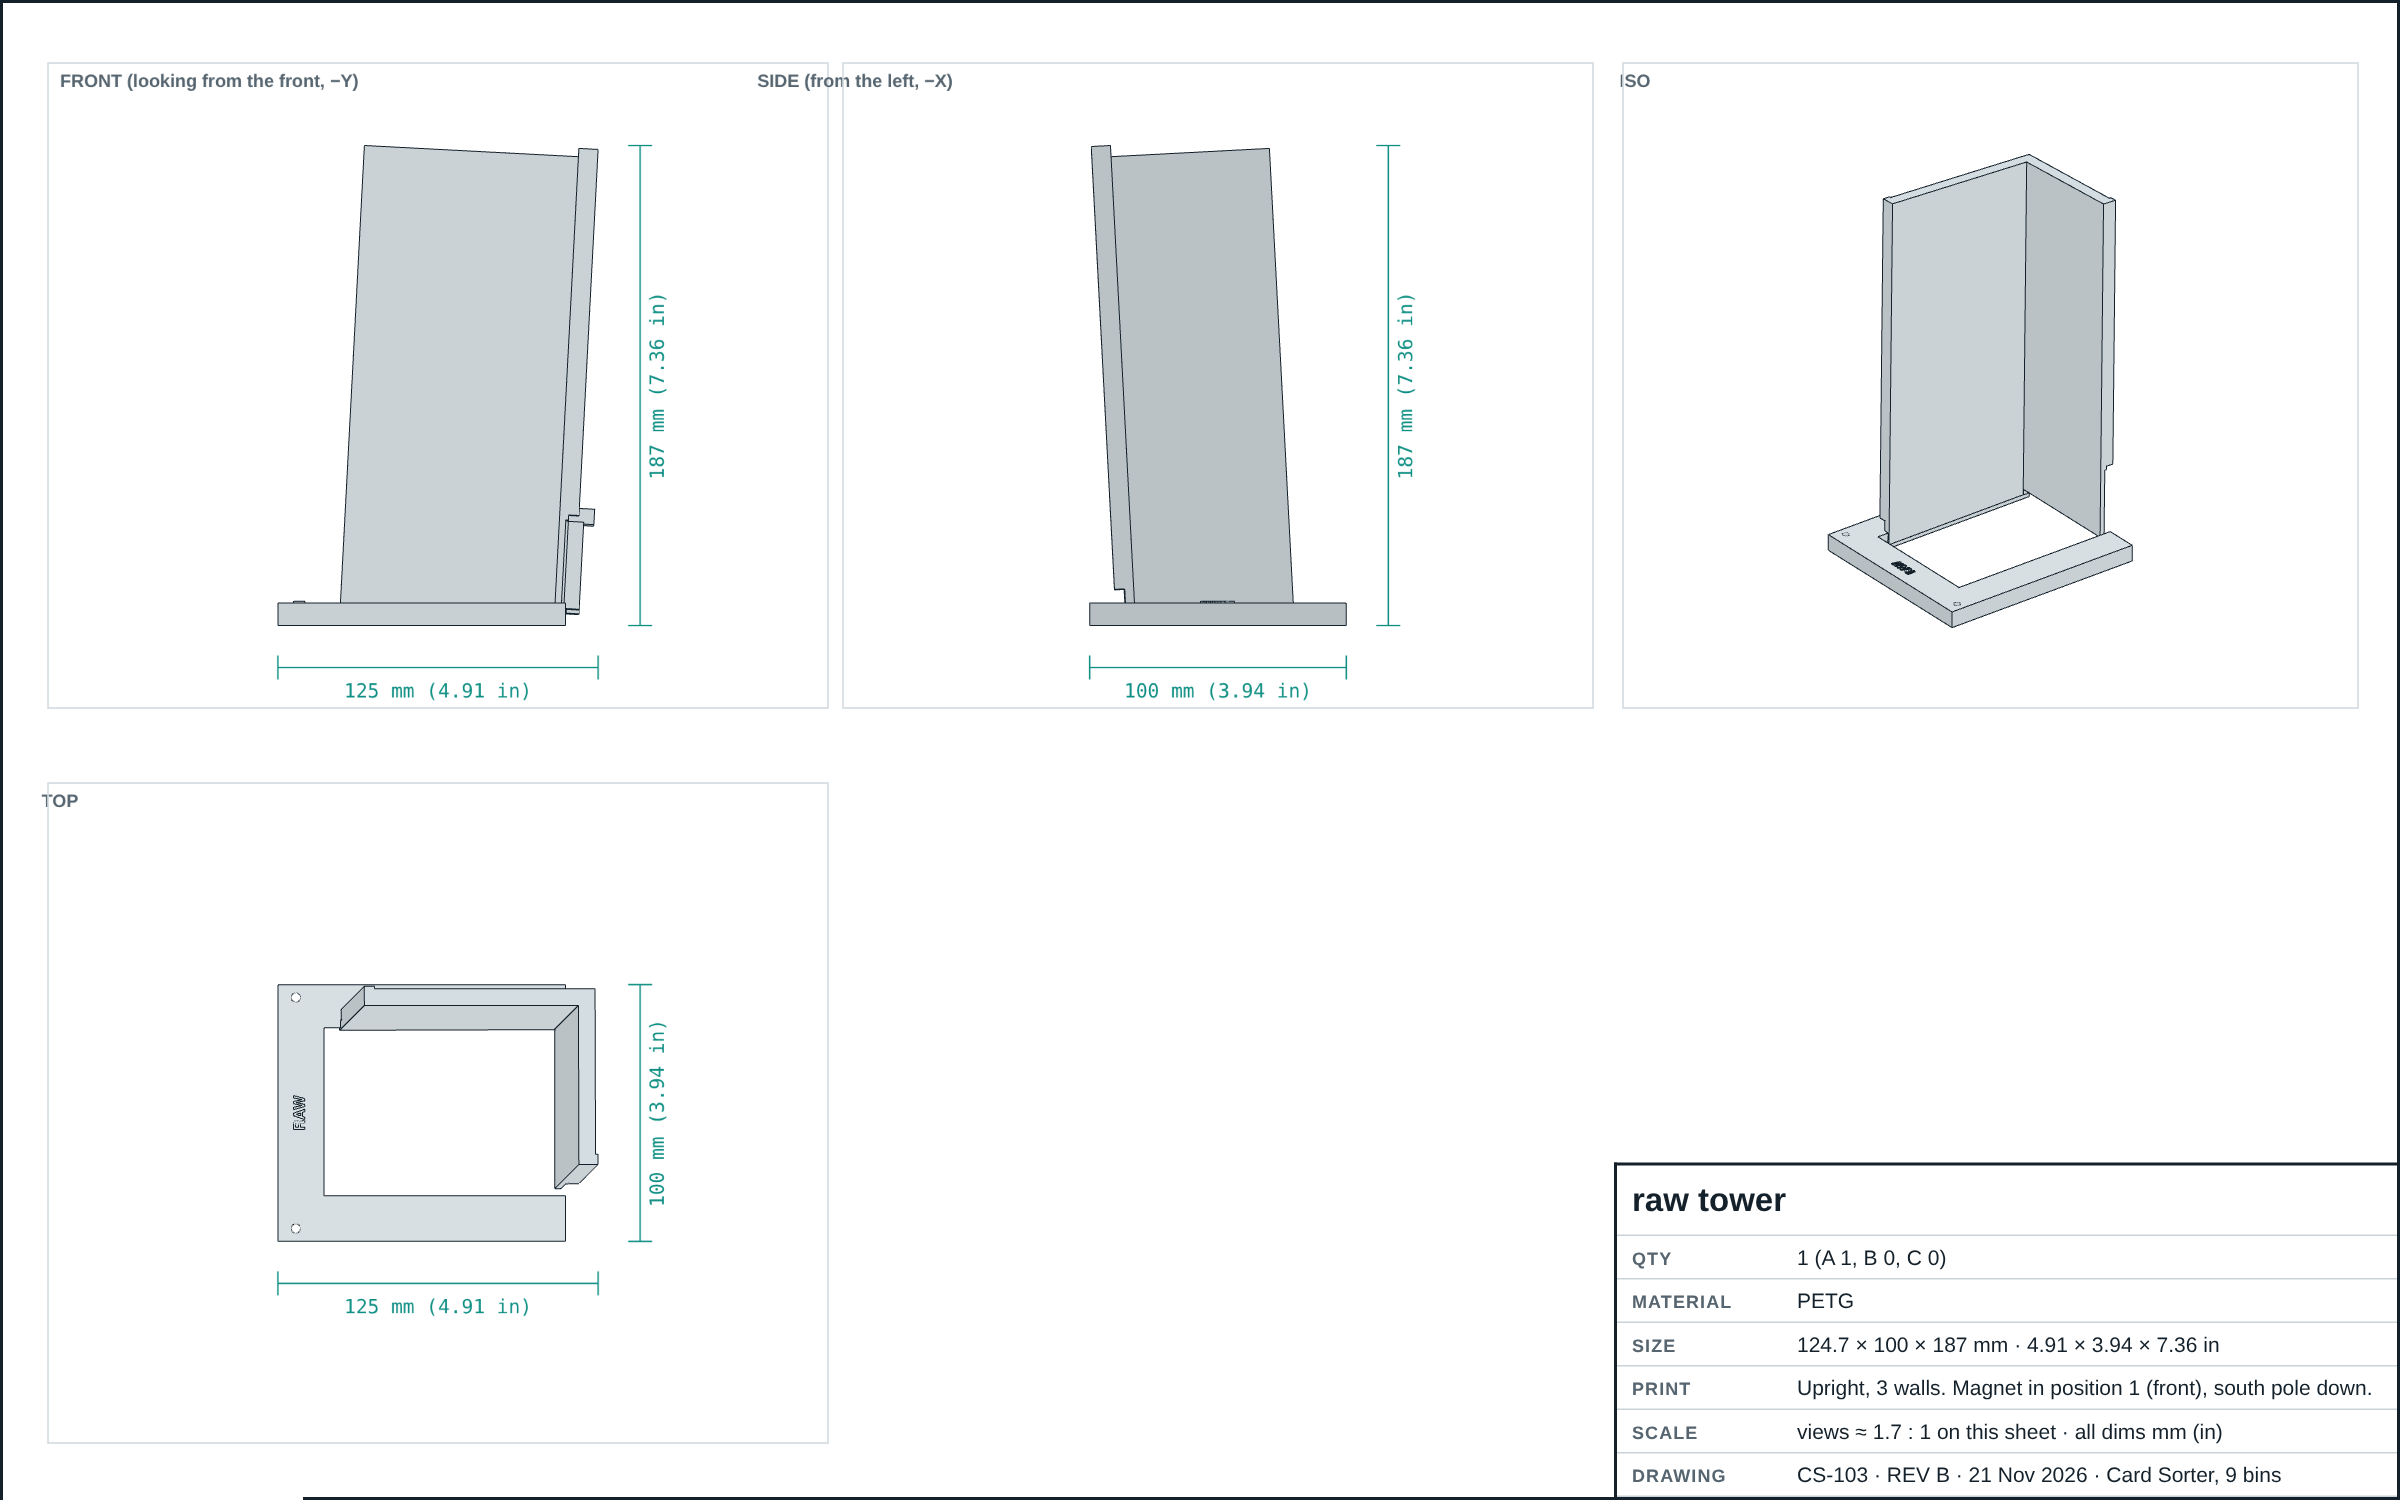 FRONT (looking from the front, −Y)
SIDE (from the left, −X)
ISO
187 mm (7.36 in)
187 mm (7.36 in)
RAW
125 mm (4.91 in)
100 mm (3.94 in)
TOP
100 mm (3.94 in)
RAW
125 mm (4.91 in)
raw tower
QTY 1 (A 1, B 0, C 0)
MATERIAL PETG
SIZE 124.7 × 100 × 187 mm · 4.91 × 3.94 × 7.36 in
PRINT Upright, 3 walls. Magnet in position 1 (front), south pole down.
SCALE views ≈ 1.7 : 1 on this sheet · all dims mm (in)
DRAWING CS-103 · REV B · 21 Nov 2026 · Card Sorter, 9 bins